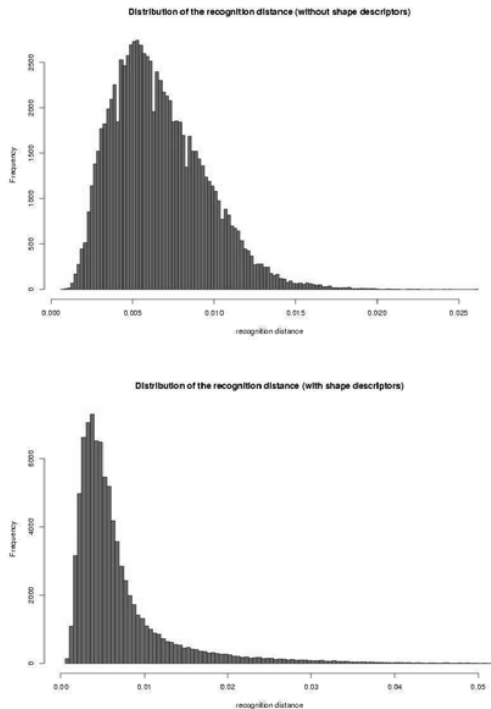 Distribution of the recognition distance (without shape descriptors)
2500
2000
1500
1000
500
0
Frequency
0.000 0.005 0.010 0.015 0.020 0.025
recognition distance
Distribution of the recognition distance (with shape descriptors)
6000
4000
2000
0
Frequency
0.00 0.01 0.02 0.03 0.04 0.05
recognition distance